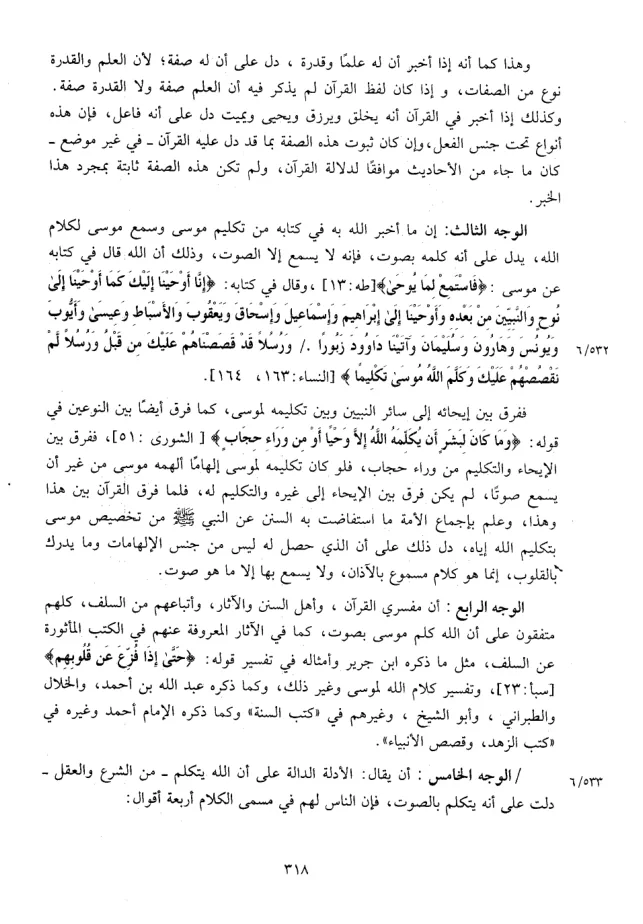 وهذا كما أنه إذا أخبر أن له علمًا وقدرة ، دل على أن له صفة؛ لأن العلم والقدرة
نوع من الصفات، و إذا كان لفظ القرآن لم يذكر فيه أن العلم صفة ولا القدرة صفة.
وكذلك إذا أخبر في القرآن أنه يخلق ويرزق ويحيى ويميت دل على أنه فاعل، فإن هذه
أنواع تحت جنس الفعل، وإن كان ثبوت هذه الصفة بما قد دل عليه القرآن ـ في غير موضع ـ
كان ما جاء من الأحاديث موافقًا لدلالة القرآن، ولم تكن هذه الصفة ثابتة بمجرد هذا
الخبر.
الوجه الثالث: إن ما أخبر الله به في كتابه من تكليم موسى وسمع موسى لكلام
الله، يدل على أنه كلمه بصوت، فإنه لا يسمع إلا الصوت، وذلك أن الله قال في كتابه
عن موسى : ﴿فَاسْتَمِعْ لِمَا يُوحَىٰ﴾[طه:١٣] ، وقال في كتابه: ﴿إِنَّا أَوْحَيْنَا إِلَيْكَ كَمَا أَوْحَيْنَا إِلَىٰ
نُوحٍ وَالنَّبِيِّينَ مِنْ بَعْدِهِ وَأَوْحَيْنَا إِلَىٰ إِبْرَاهِيمَ وَإِسْمَاعِيلَ وَإِسْحَاقَ وَيَعْقُوبَ وَالأَسْبَاطِ وَعِيسَىٰ وَأَيُّوبَ
٦/٥٣٢ وَيُونُسَ وَهَارُونَ وَسُلَيْمَانَ وَآتَيْنَا دَاوُودَ زَبُورًا ./ وَرُسُلاً قَدْ قَصَصْنَاهُمْ عَلَيْكَ مِن قَبْلُ وَرُسُلاً لَّمْ
نَقْصُصْهُمْ عَلَيْكَ وَكَلَّمَ اللَّهُ مُوسَىٰ تَكْلِيمًا ﴾ [النساء:١٦٣، ١٦٤].
ففرق بين إيحائه إلى سائر النبيين وبين تكليمه لموسى، كما فرق أيضًا بين النوعين في
قوله: ﴿وَمَا كَانَ لِبَشَرٍ أَن يُكَلِّمَهُ اللَّهُ إِلاَّ وَحْيًا أَوْ مِن وَرَاءِ حِجَابٍ﴾ [ الشورى :٥١]، ففرق بين
الإيحاء والتكليم من وراء حجاب، فلو كان تكليمه لموسى إلهامًا ألهمه موسى من غير أن
يسمع صوتًا، لم يكن فرق بين الإيحاء إلى غيره والتكليم له، فلما فرق القرآن بين هذا
وهذا، وعلم بإجماع الأمة ما استفاضت به السنن عن النبي ﷺ من تخصيص موسى
بتكليم الله إياه، دل ذلك على أن الذي حصل له ليس من جنس الإلهامات وما يدرك
بالقلوب، إنما هو كلام مسموع بالآذان، ولا يسمع بها إلا ما هو صوت.
الوجه الرابع : أن مفسري القرآن ، وأهل السنن والآثار، وأتباعهم من السلف، كلهم
متفقون على أن الله كلم موسى بصوت، كما في الآثار المعروفة عنهم في الكتب المأثورة
عن السلف، مثل ما ذكره ابن جرير وأمثاله في تفسير قوله: ﴿حَتَّىٰ إِذَا فُزِّعَ عَن قُلُوبِهِمْ﴾
[سبأ:٢٣]، وتفسير كلام الله لموسى وغير ذلك، وكما ذكره عبد الله بن أحمد، والخلال
والطبراني ، وأبو الشيخ ، وغيرهم في «كتب السنة» وكما ذكره الإمام أحمد وغيره في
«كتب الزهد، وقصص الأنبياء».
٦/٥٣٣ / الوجه الخامس : أن يقال: الأدلة الدالة على أن الله يتكلم ـ من الشرع والعقل ـ
دلت على أنه يتكلم بالصوت، فإن الناس لهم في مسمى الكلام أربعة أقوال:
٣١٨